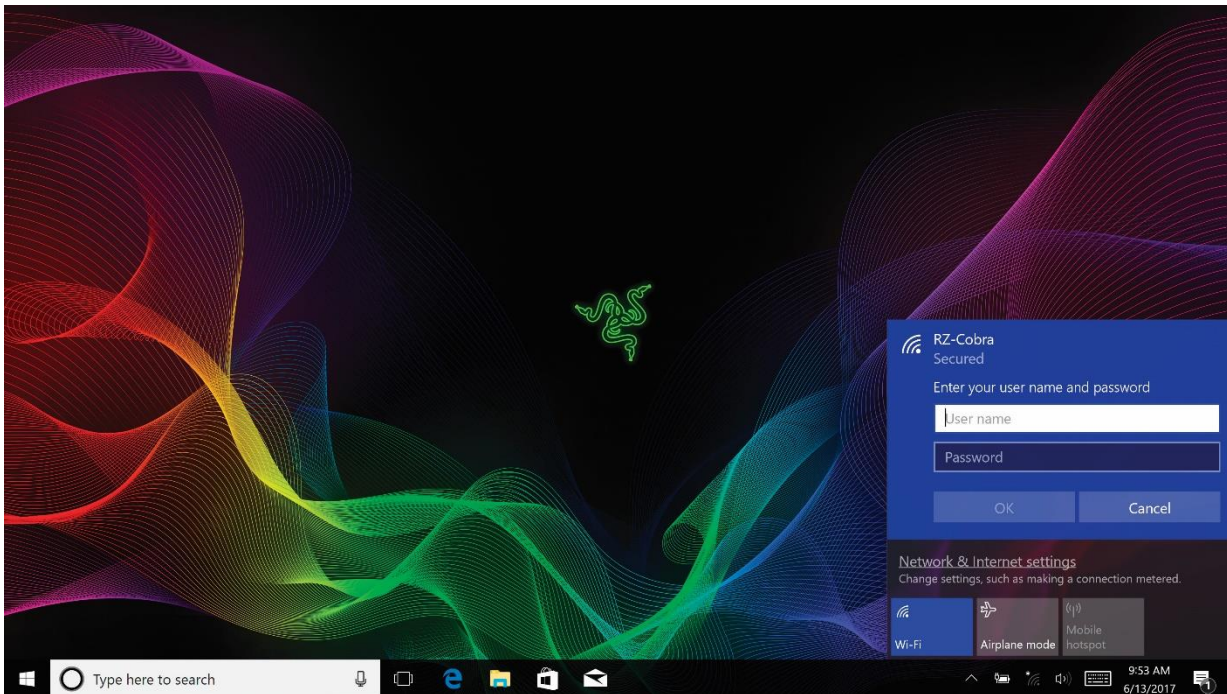 RZ-Cobra
Secured
Enter your user name and password
User name
Password
OK
Cancel
Network & Internet settings
Change settings, such as making a connection metered.
Wi-Fi
Airplane mode
Mobile
hotspot
Type here to search
9:53 AM
6/13/2017
1